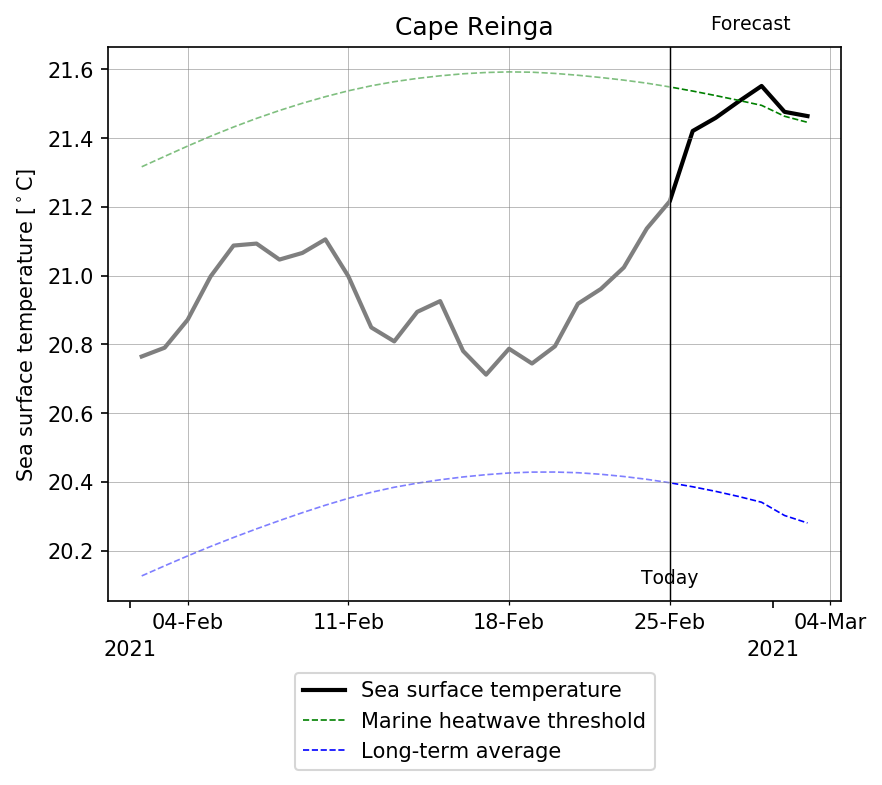 Cape Reinga
Forecast
Sea surface temperature [°C]
21.6
21.4
21.2
21.0
20.8
20.6
20.4
20.2
Today
04-Feb 11-Feb 18-Feb 25-Feb 04-Mar
2021 2021
Sea surface temperature
Marine heatwave threshold
Long-term average